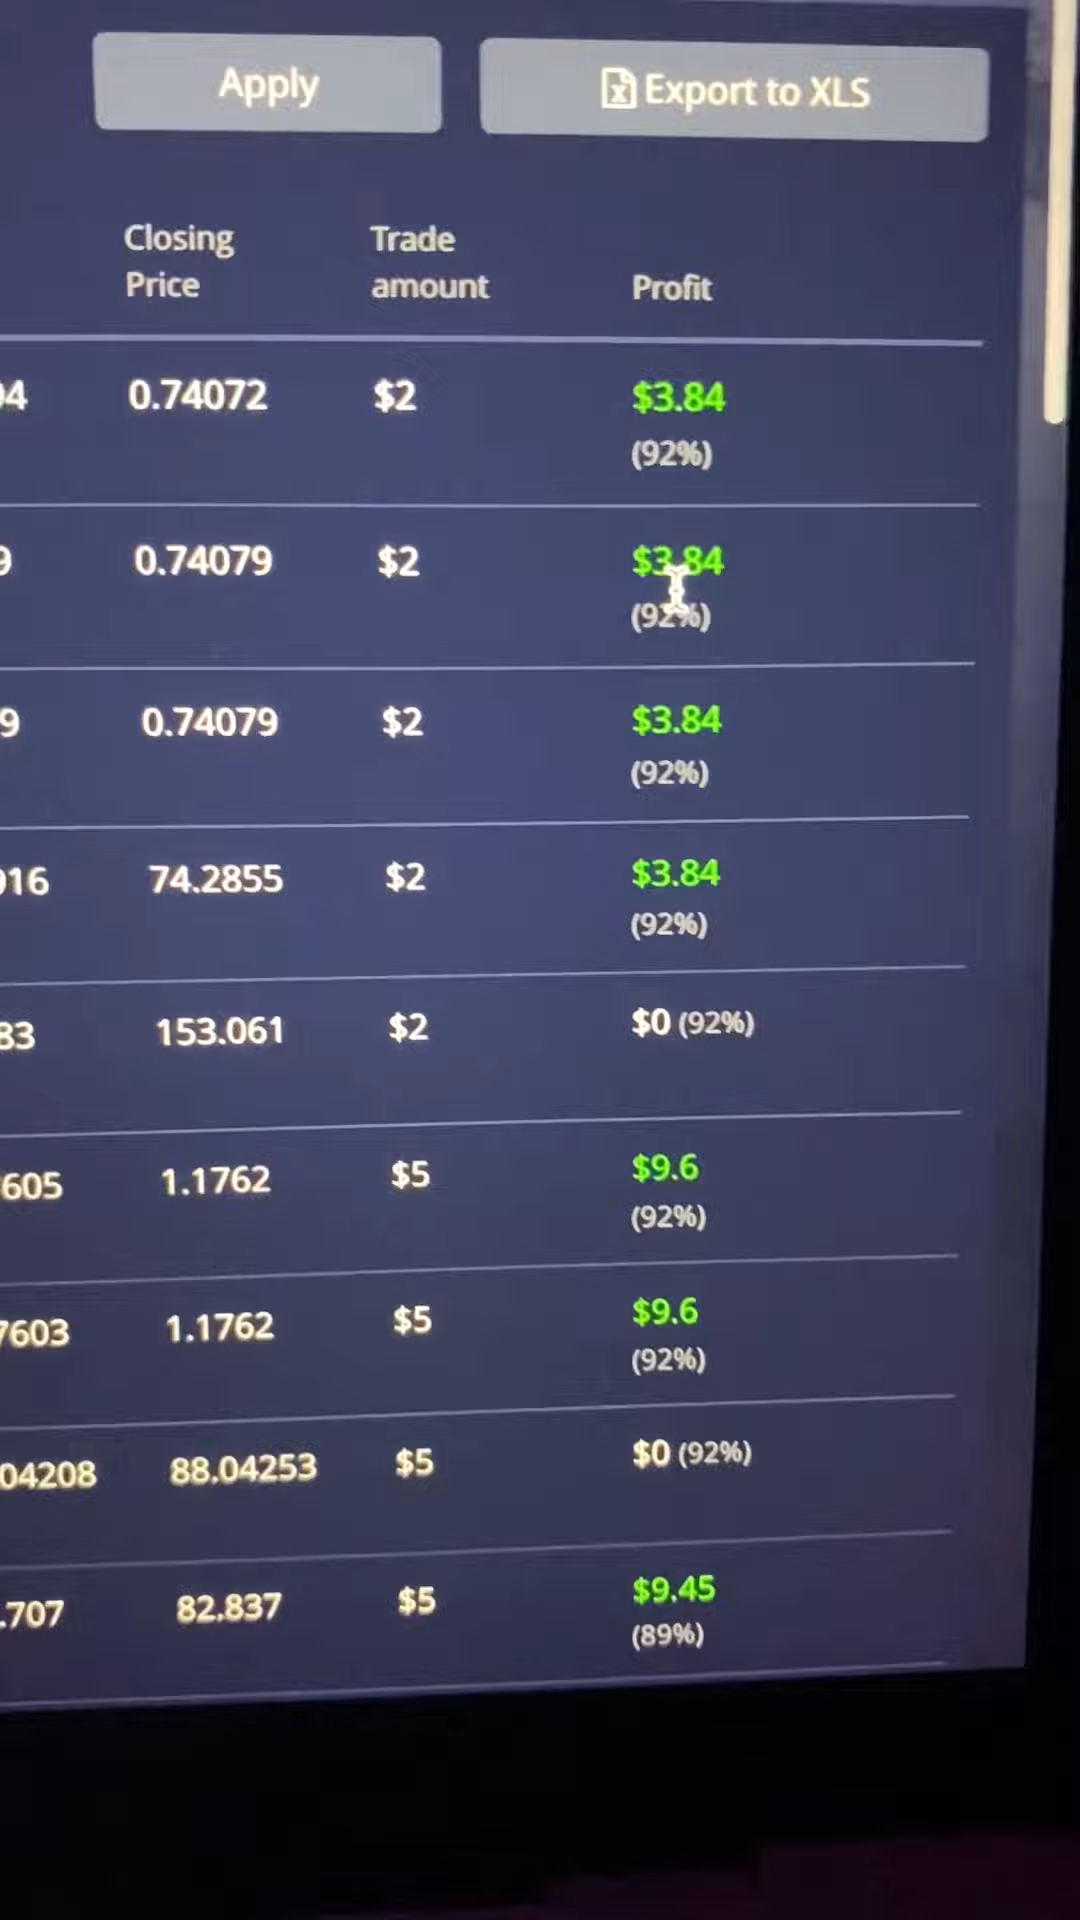 Apply
Export to XLS
Closing Price
Trade amount
Profit
04 0.74072 $2 $3.84
(92%)
9 0.74079 $2 $3.84
(92%)
9 0.74079 $2 $3.84
(92%)
916 74.2855 $2 $3.84
(92%)
83 153.061 $2 $0 (92%)
605 1.1762 $5 $9.6
(92%)
7603 1.1762 $5 $9.6
(92%)
04208 88.04253 $5 $0 (92%)
.707 82.837 $5 $9.45
(89%)